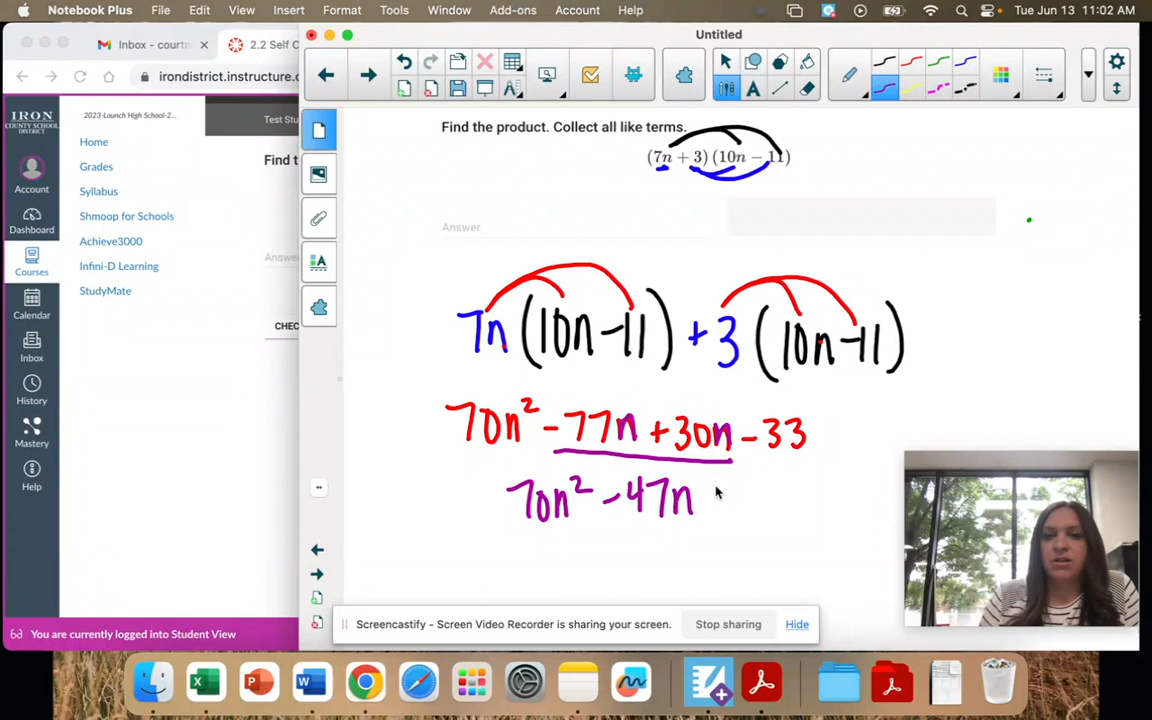 Notebook Plus File Edit View Insert Format Tools Add-ons Account Help Tue Jun 13 11:02 AM
Untitled
Inbox - courtn
2.2 Self C
irondistrict.instructure.c
IRON
COUNTY SCHOOL
DISTRICT
Account
Dashboard
Courses
Calendar
Inbox
History
Mastery
Help
2023-Launch High School-2...
Home
Grades
Syllabus
Shmoop for Schools
Achieve3000
Infini-D Learning
StudyMate
Test Stu
Find t
Answe
CHEC
You are currently logged into Student View
Find the product. Collect all like terms.
(7n + 3)(10n − 11)
Answer
7n(10n-11) + 3(10n-11)
70n² - 77n + 30n - 33
70n² - 47n
Screencastify - Screen Video Recorder is sharing your screen. Stop sharing Hide